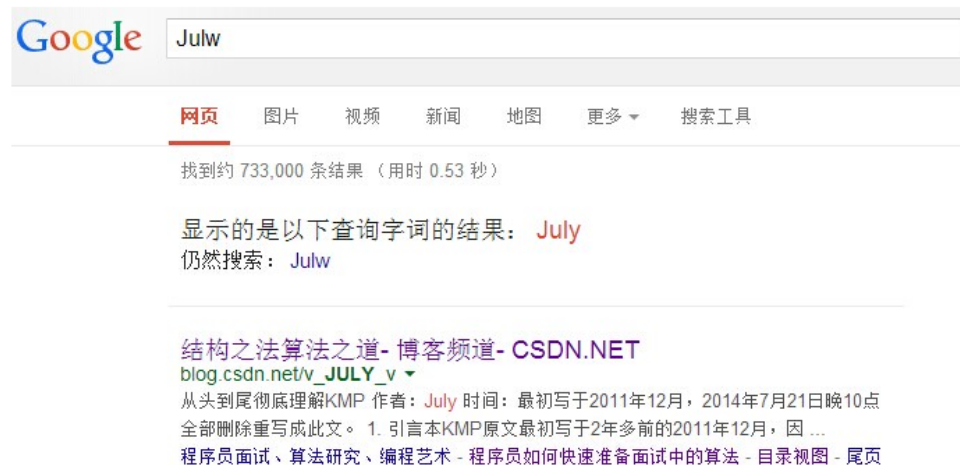 Google Julw
网页 图片 视频 新闻 地图 更多 搜索工具
找到约 733,000 条结果 （用时 0.53 秒）
显示的是以下查询字词的结果： July
仍然搜索： Julw
结构之法算法之道- 博客频道- CSDN.NET
blog.csdn.net/v_JULY_v
从头到尾彻底理解KMP 作者：July 时间：最初写于2011年12月，2014年7月21日晚10点
全部删除重写成此文。 1. 引言本KMP原文最初写于2年多前的2011年12月，因 ...
程序员面试、算法研究、编程艺术 - 程序员如何快速准备面试中的算法 - 目录视图 - 尾页